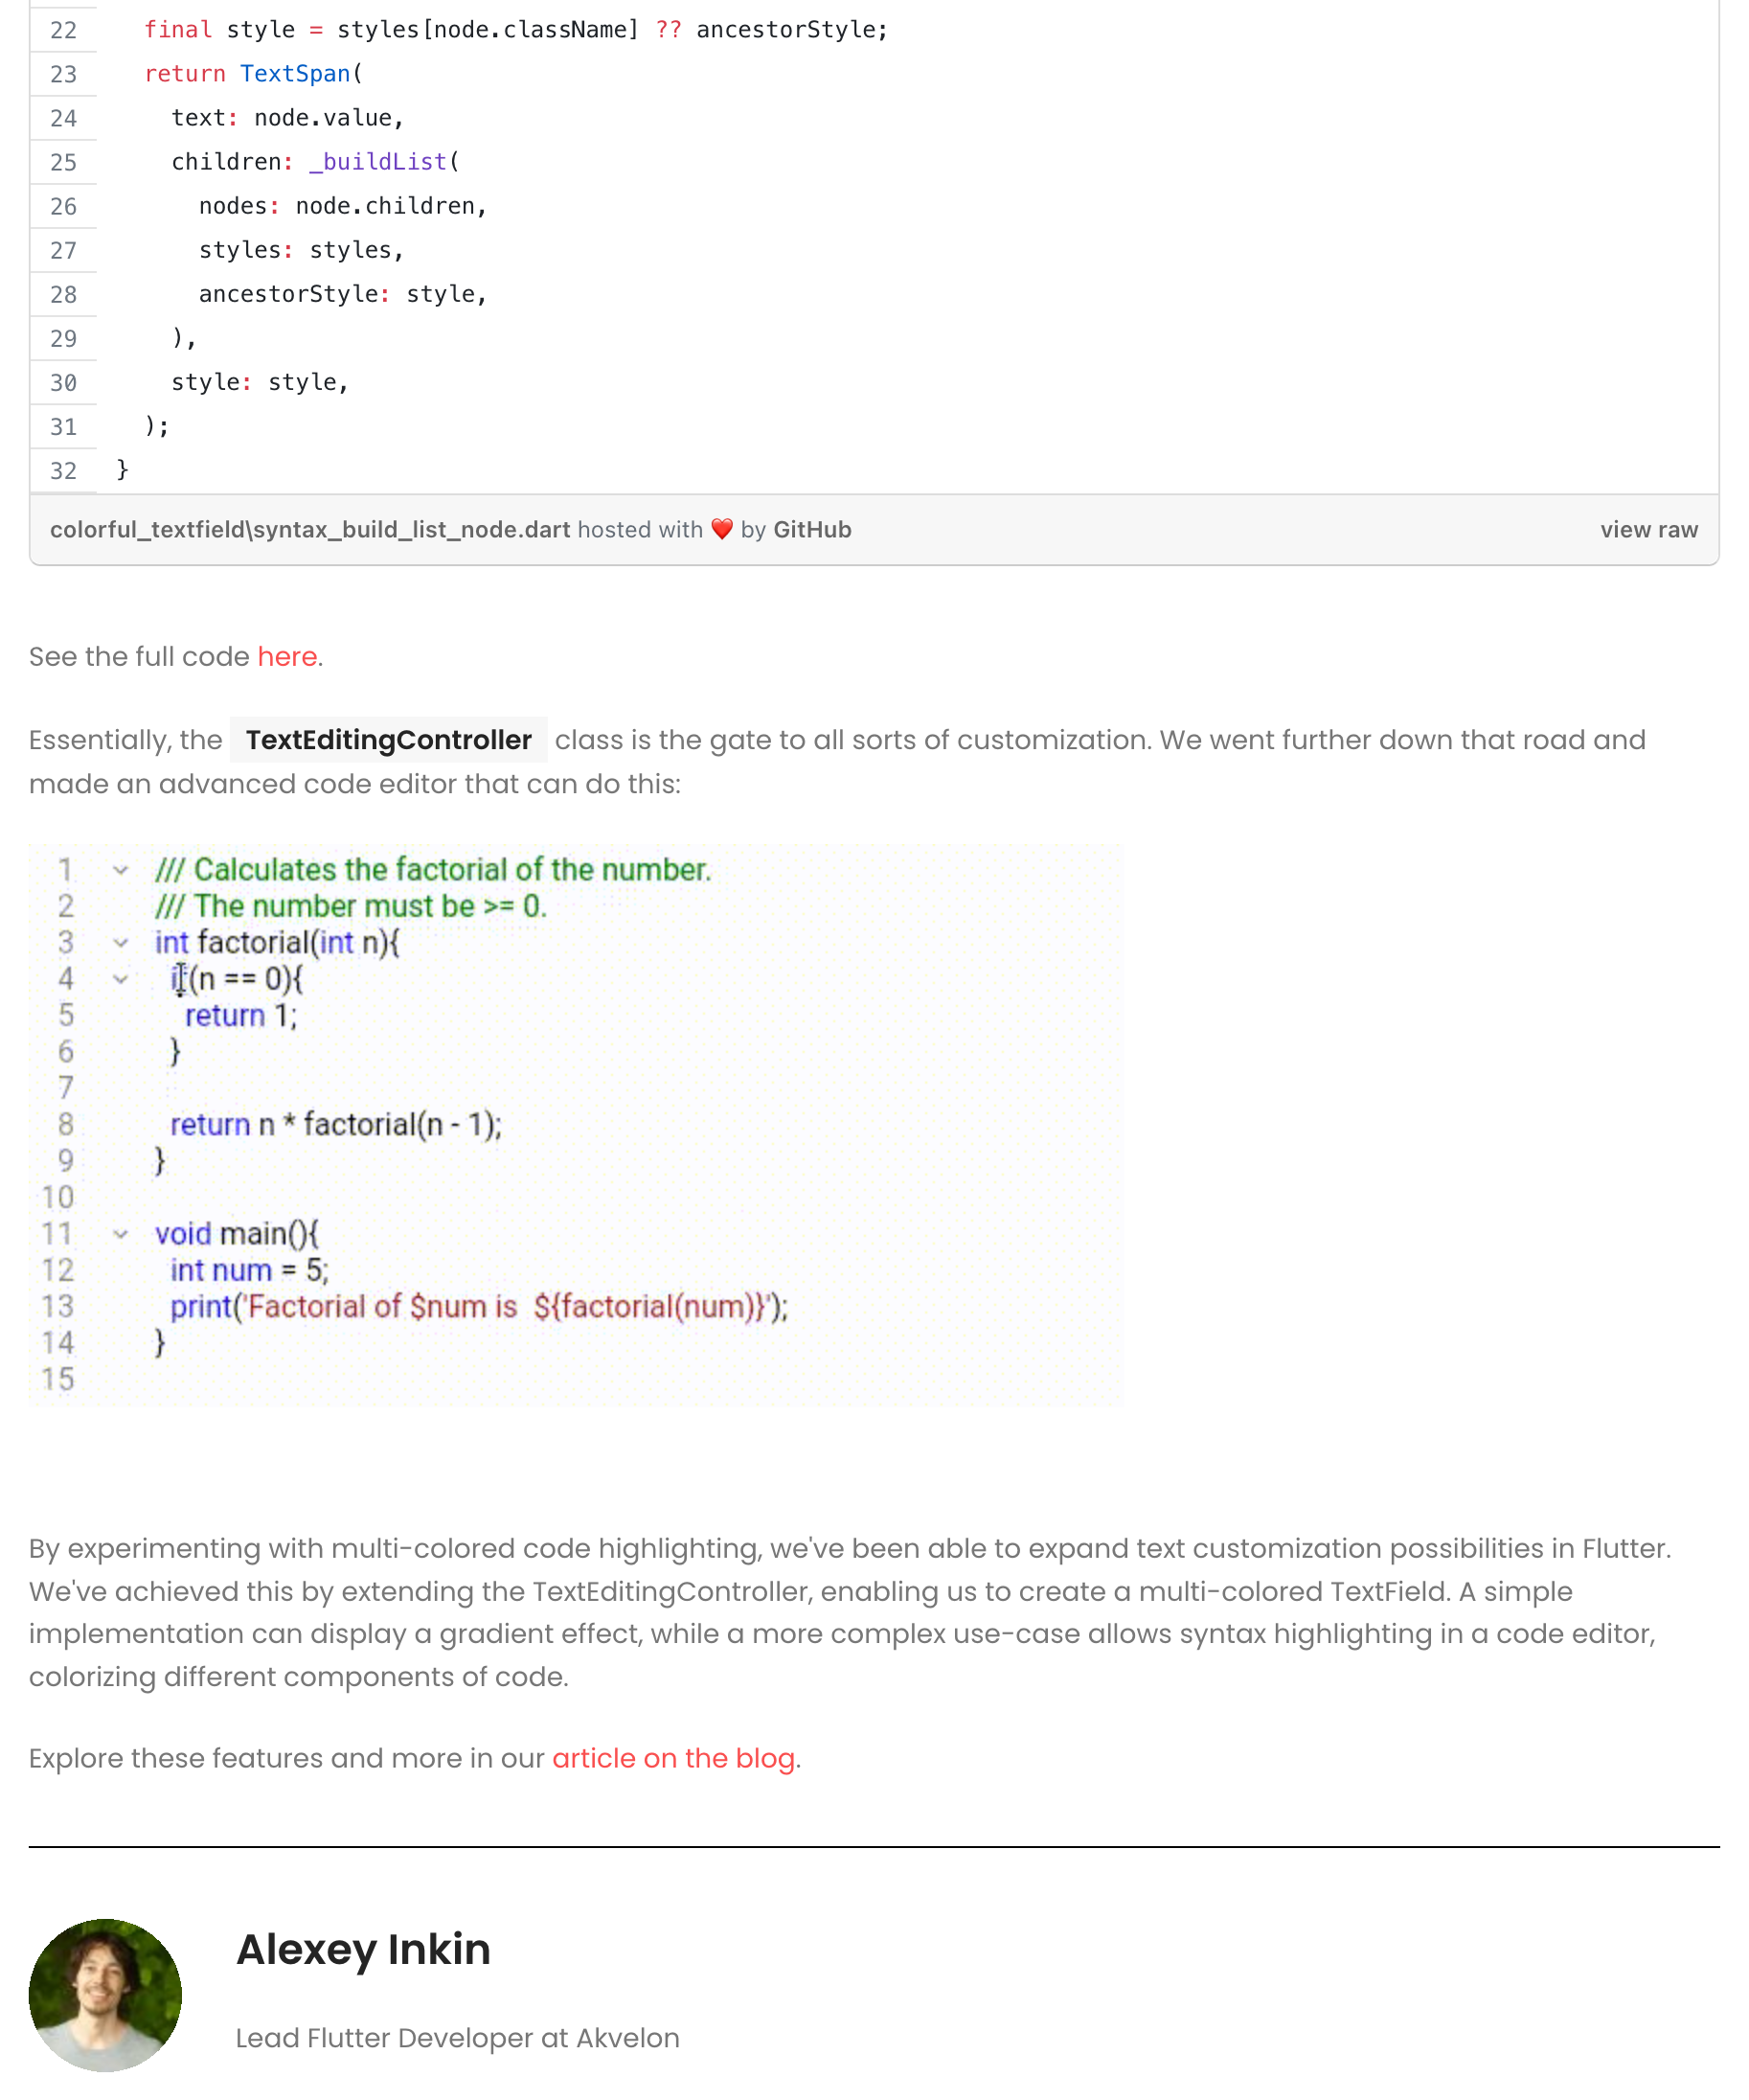 22 final style = styles[node.className] ?? ancestorStyle;
23 return TextSpan(
24 text: node.value,
25 children: _buildList(
26 nodes: node.children,
27 styles: styles,
28 ancestorStyle: style,
29 ),
30 style: style,
31 );
32 }
colorful_textfield\syntax_build_list_node.dart hosted with ❤ by GitHub view raw
See the full code here.
Essentially, the TextEditingController class is the gate to all sorts of customization. We went further down that road and
made an advanced code editor that can do this:
1 /// Calculates the factorial of the number.
2 /// The number must be >= 0.
3 int factorial(int n){
4 if(n == 0){
5 return 1;
6 }
7
8 return n * factorial(n - 1);
9 }
10
11 void main(){
12 int num = 5;
13 print('Factorial of $num is  ${factorial(num)}');
14 }
15
By experimenting with multi-colored code highlighting, we've been able to expand text customization possibilities in Flutter.
We've achieved this by extending the TextEditingController, enabling us to create a multi-colored TextField. A simple
implementation can display a gradient effect, while a more complex use-case allows syntax highlighting in a code editor,
colorizing different components of code.
Explore these features and more in our article on the blog.
Alexey Inkin
Lead Flutter Developer at Akvelon